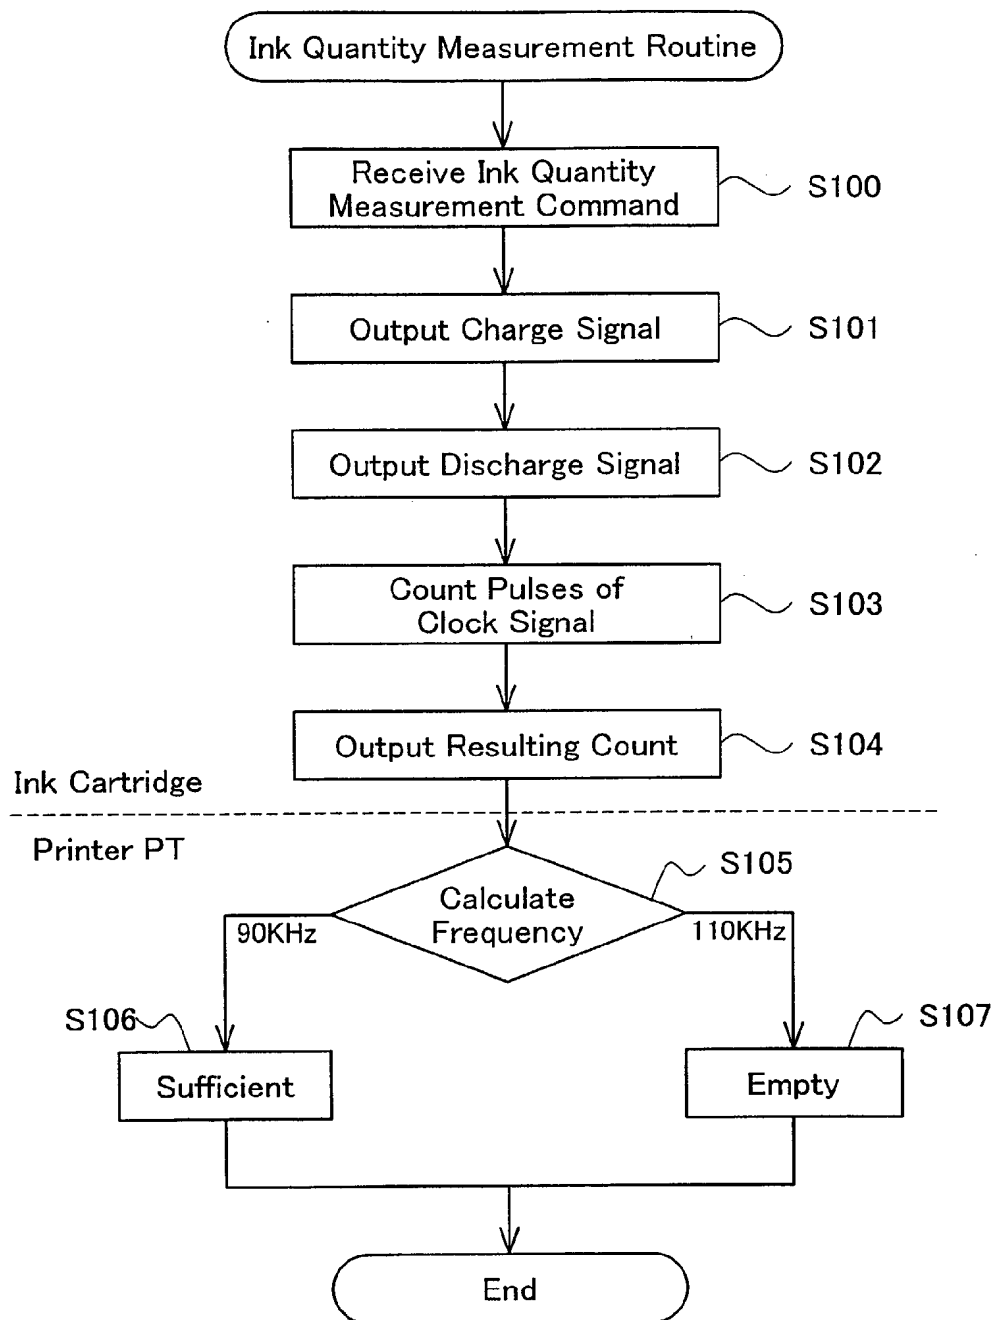 Ink Quantity Measurement Routine
Receive Ink Quantity
Measurement Command
S100
Output Charge Signal
S101
Output Discharge Signal
S102
Count Pulses of
Clock Signal
S103
Output Resulting Count
S104
Ink Cartridge
Printer PT
S105
Calculate
Frequency
90KHz
110KHz
S106
S107
Sufficient
Empty
End